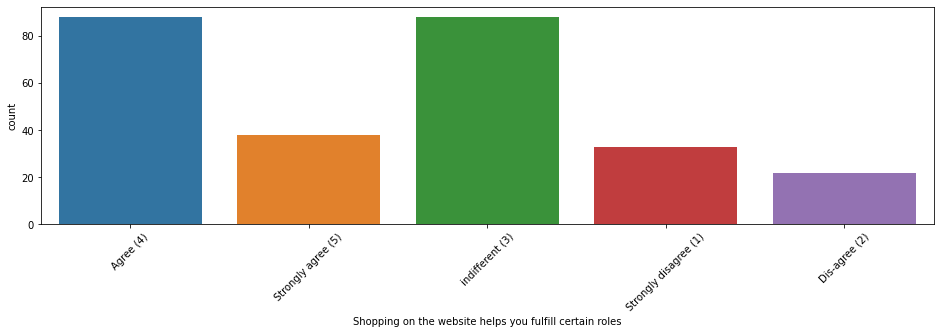 80
60
40
20
0
count
Agree (4)
Strongly agree (5)
indifferent (3)
Strongly disagree (1)
Dis-agree (2)
Shopping on the website helps you fulfill certain roles